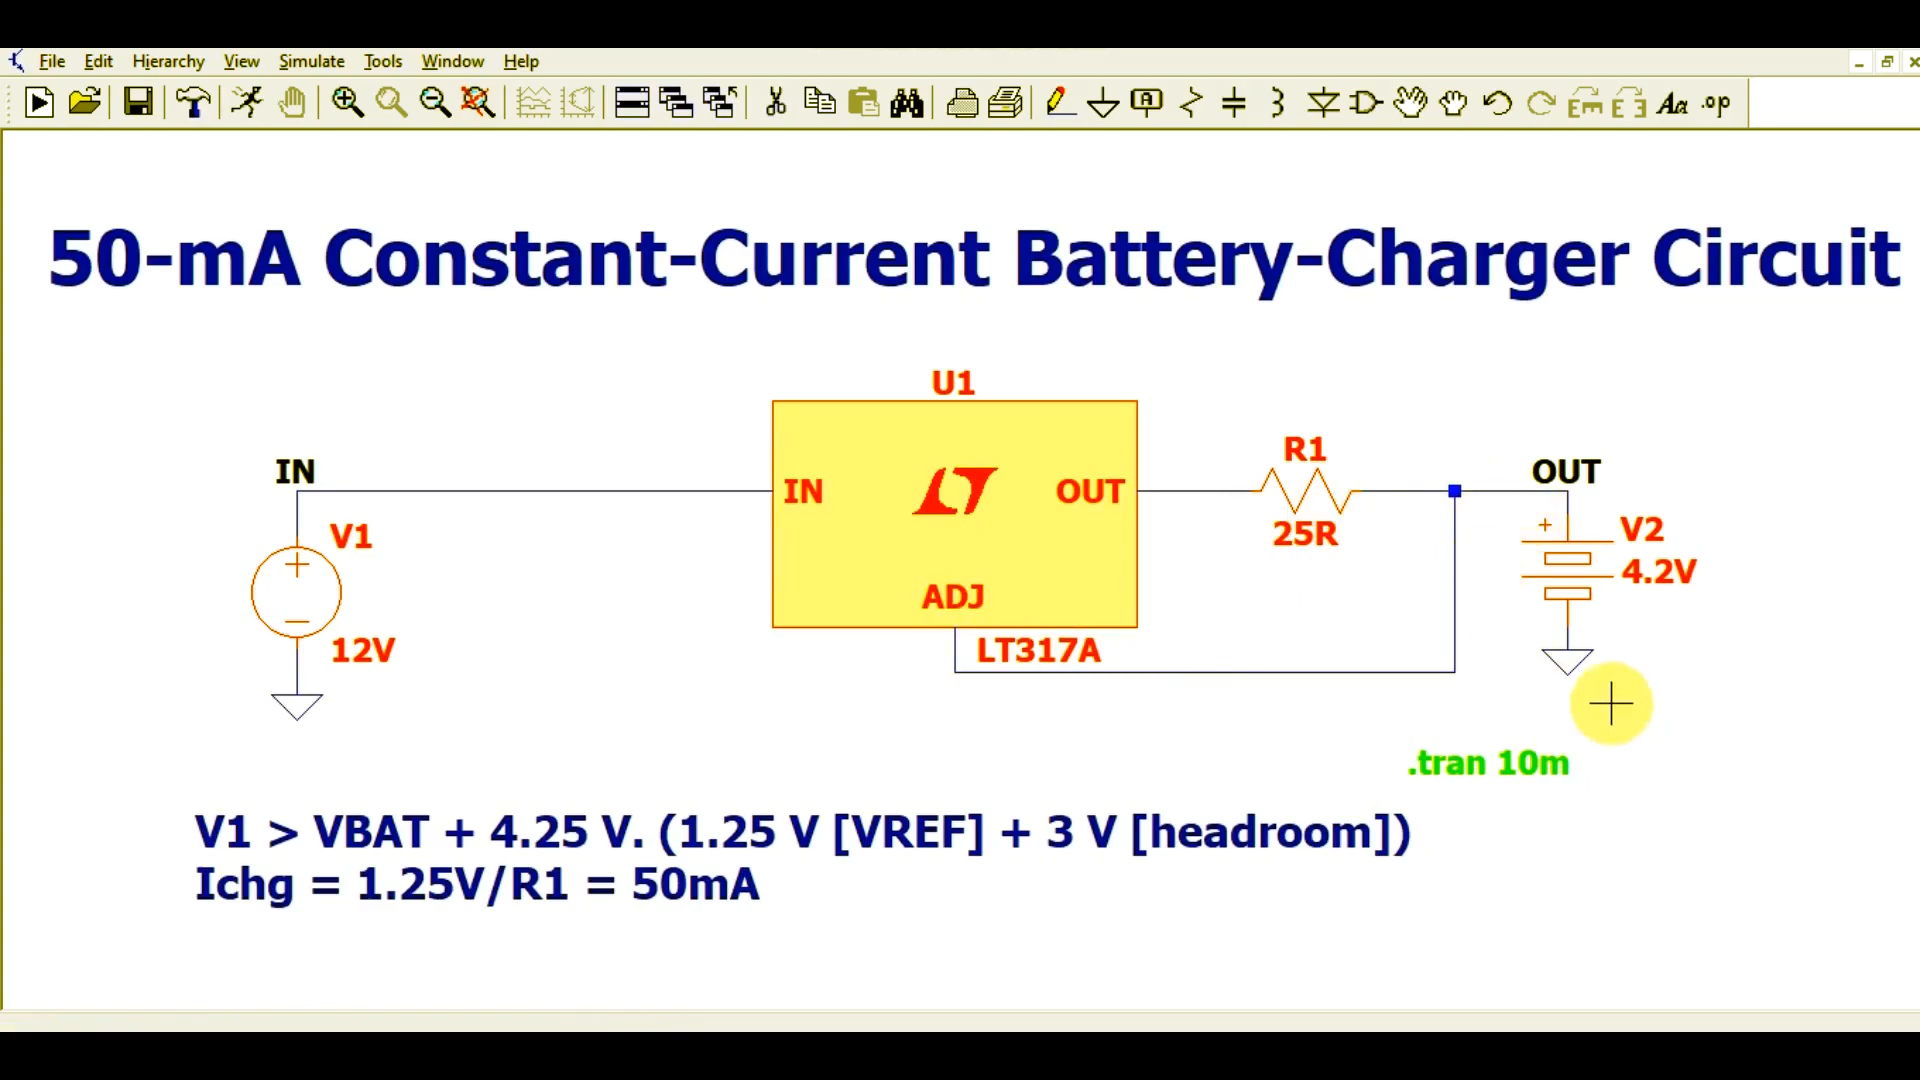 File Edit Hierarchy View Simulate Tools Window Help
A Aa .op
50-mA Constant-Current Battery-Charger Circuit
U1
IN IN OUT R1 OUT
V1 25R V2
4.2V
ADJ
12V LT317A
.tran 10m
V1 > VBAT + 4.25 V. (1.25 V [VREF] + 3 V [headroom])
Ichg = 1.25V/R1 = 50mA